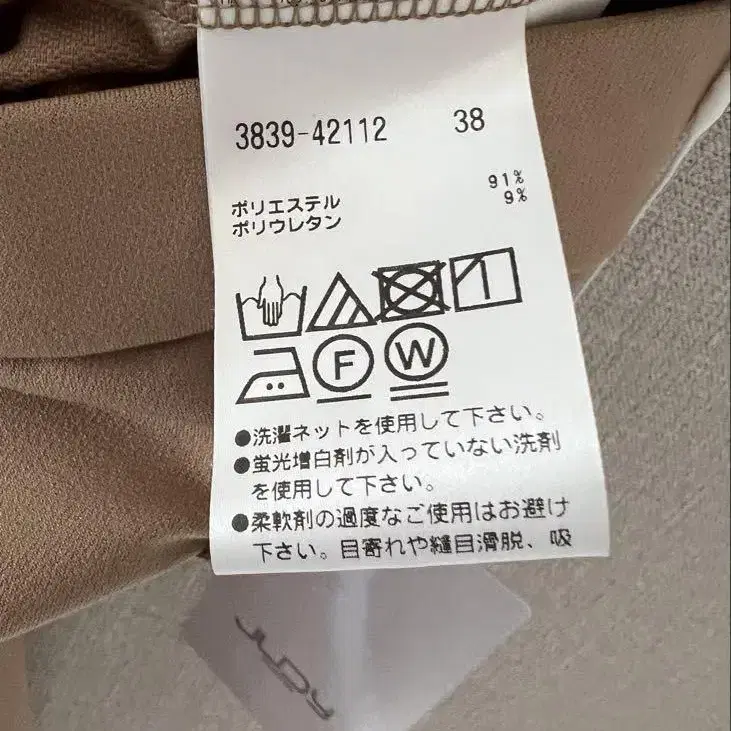 3839-42112 38
ポリエステル 91%
ポリウレタン 9%
F W
●洗濯ネットを使用して下さい。
●蛍光増白剤が入っていない洗剤
を使用して下さい。
●柔軟剤の過度なご使用はお避け
下さい。目寄れや縫目滑脱、吸
JUDY